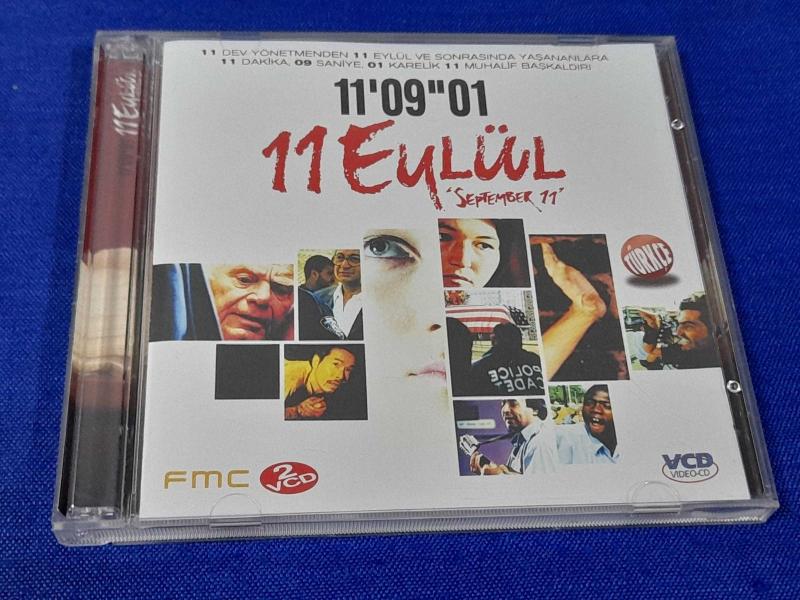 11 DEV YÖNETMENDEN 11 EYLÜL VE SONRASINDA YAŞANANLARA
11 DAKİKA, 09 SANİYE, 01 KARELİK 11 MUHALİF BAŞKALDIRI
11'09"01
11 EYLÜL
"SEPTEMBER 11"
11 EYLÜL
TÜRKÇE
POLICE
CADET
FMC
2
VCD
VCD
VIDEO-CD